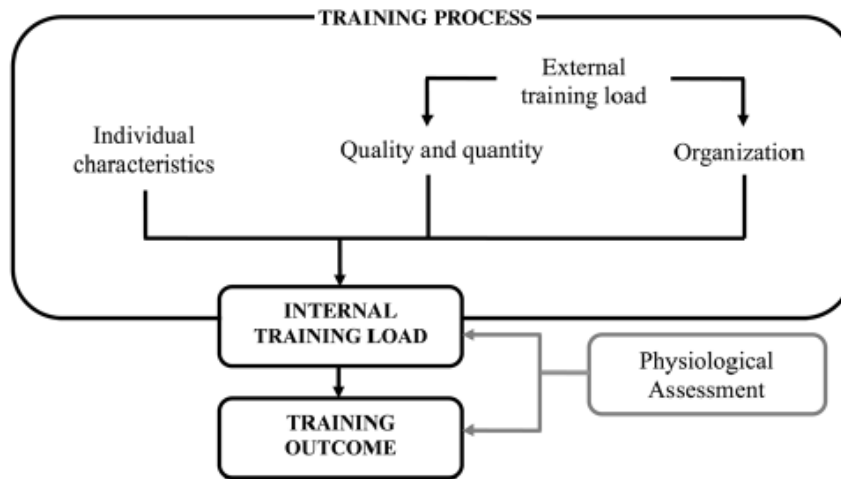 TRAINING PROCESS
External
training load
Individual
characteristics
Quality and quantity
Organization
INTERNAL
TRAINING LOAD
Physiological
Assessment
TRAINING
OUTCOME